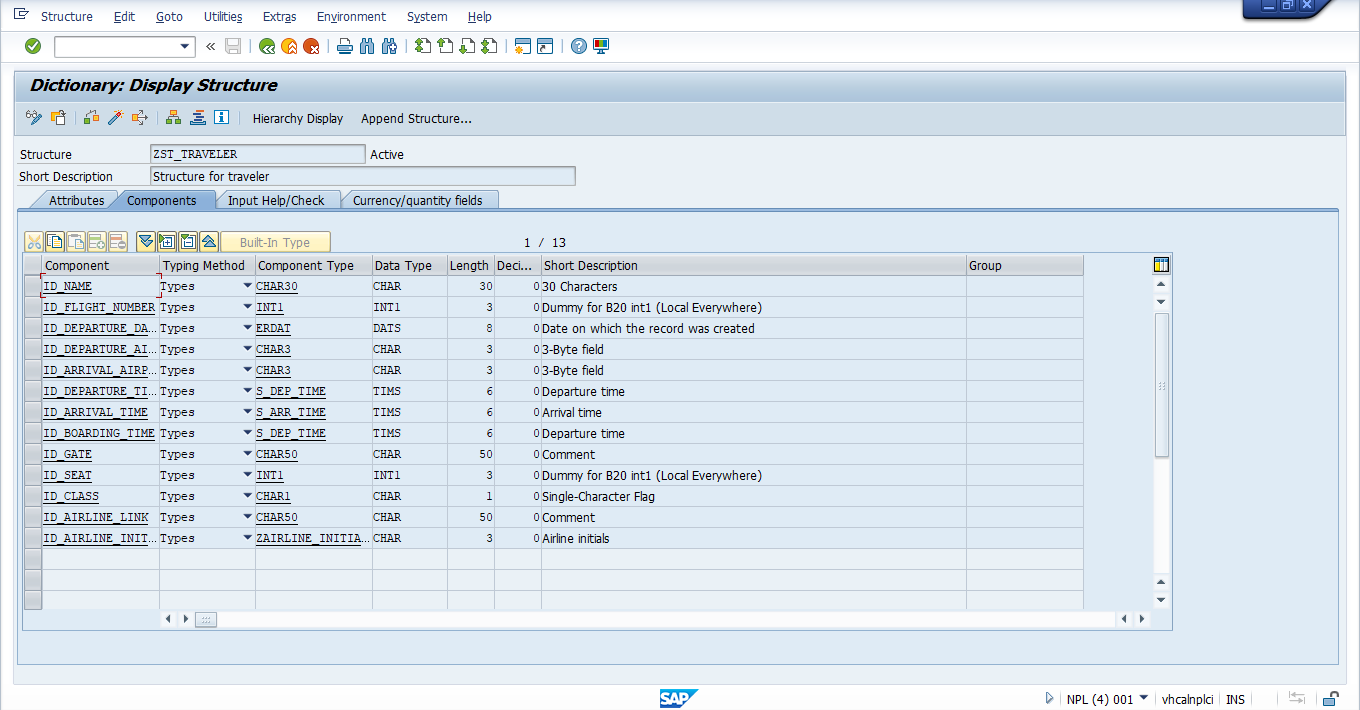 Structure Edit Goto Utilities Extras Environment System Help
Dictionary: Display Structure
Hierarchy Display Append Structure...
Structure ZST_TRAVELER Active
Short Description Structure for traveler
Attributes Components Input Help/Check Currency/quantity fields
Built-In Type 1 / 13
Component Typing Method Component Type Data Type Length Deci... Short Description Group
ID_NAME Types CHAR30 CHAR 30 0 30 Characters
ID_FLIGHT_NUMBER Types INT1 INT1 3 0 Dummy for B20 int1 (Local Everywhere)
ID_DEPARTURE_DA... Types ERDAT DATS 8 0 Date on which the record was created
ID_DEPARTURE_AI... Types CHAR3 CHAR 3 0 3-Byte field
ID_ARRIVAL_AIRP... Types CHAR3 CHAR 3 0 3-Byte field
ID_DEPARTURE_TI... Types S_DEP_TIME TIMS 6 0 Departure time
ID_ARRIVAL_TIME Types S_ARR_TIME TIMS 6 0 Arrival time
ID_BOARDING_TIME Types S_DEP_TIME TIMS 6 0 Departure time
ID_GATE Types CHAR50 CHAR 50 0 Comment
ID_SEAT Types INT1 INT1 3 0 Dummy for B20 int1 (Local Everywhere)
ID_CLASS Types CHAR1 CHAR 1 0 Single-Character Flag
ID_AIRLINE_LINK Types CHAR50 CHAR 50 0 Comment
ID_AIRLINE_INIT... Types ZAIRLINE_INITIA... CHAR 3 0 Airline initials
SAP NPL (4) 001 vhcalnplci INS